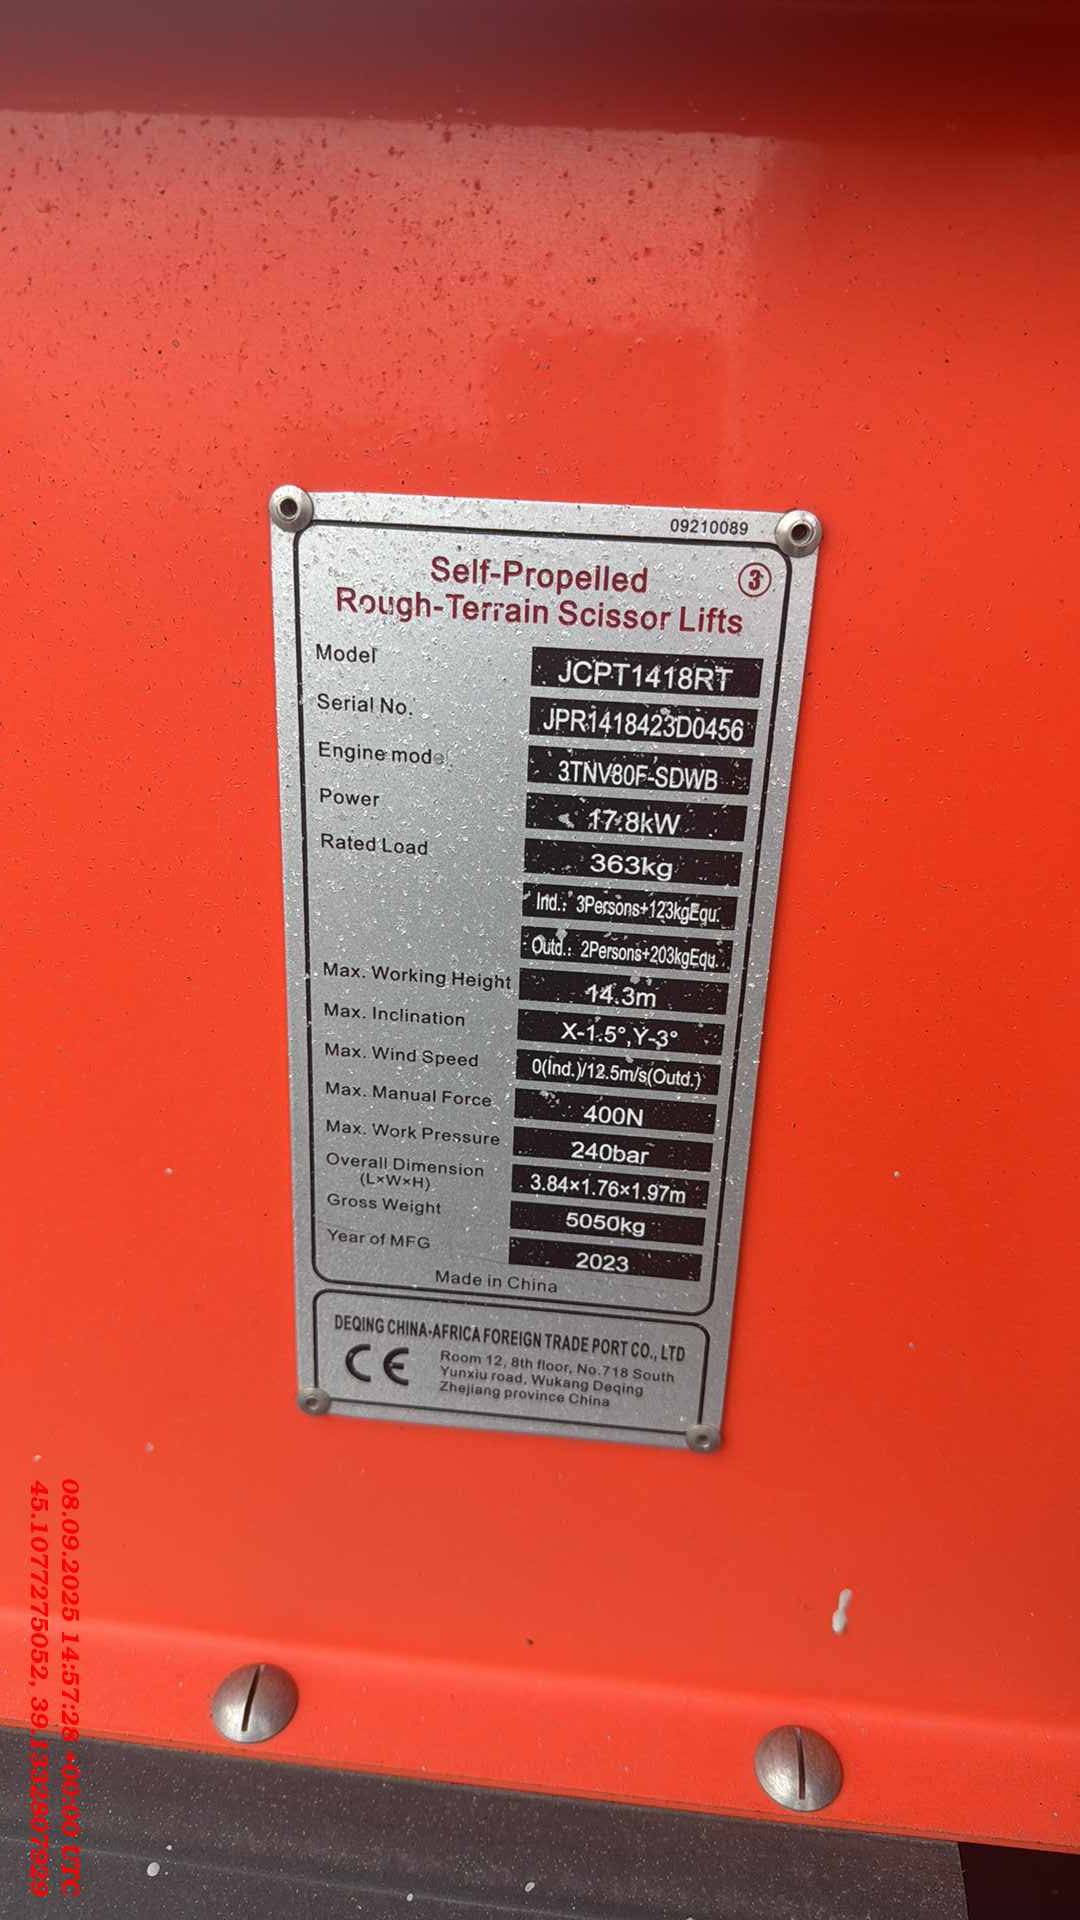 09210089
Self-Propelled ③
Rough-Terrain Scissor Lifts
Model JCPT1418RT
Serial No. JPR1418423D0456
Engine model 3TNV80F-SDWB
Power 17.8kW
Rated Load 363kg
Ind.: 3Persons+123kgEqu.
Outd.: 2Persons+203kgEqu.
Max. Working Height 14.3m
Max. Inclination X-1.5°,Y-3°
Max. Wind Speed 0(Ind.)/12.5m/s(Outd.)
Max. Manual Force 400N
Max. Work Pressure 240bar
Overall Dimension 3.84×1.76×1.97m
(L×W×H)
Gross Weight 5050kg
Year of MFG 2023
Made in China
DEQING CHINA-AFRICA FOREIGN TRADE PORT CO., LTD
CE
Room 12, 8th floor, No.718 South
Yunxiu road, Wukang Deqing
Zhejiang province China
08.09.2025 14:57:28 +00:00 UTC
45.1077275052, 39.1332807939